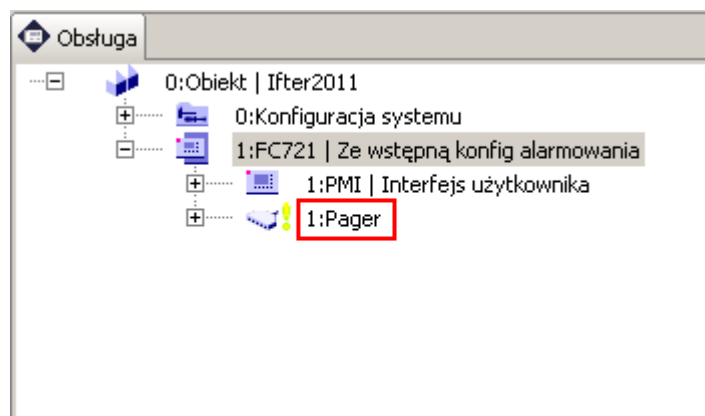 Obsługa
0:Obiekt | Ifter2011
0:Konfiguracja systemu
1:FC721 | Ze wstępną konfig alarmowania
1:PMI | Interfejs użytkownika
1:Pager